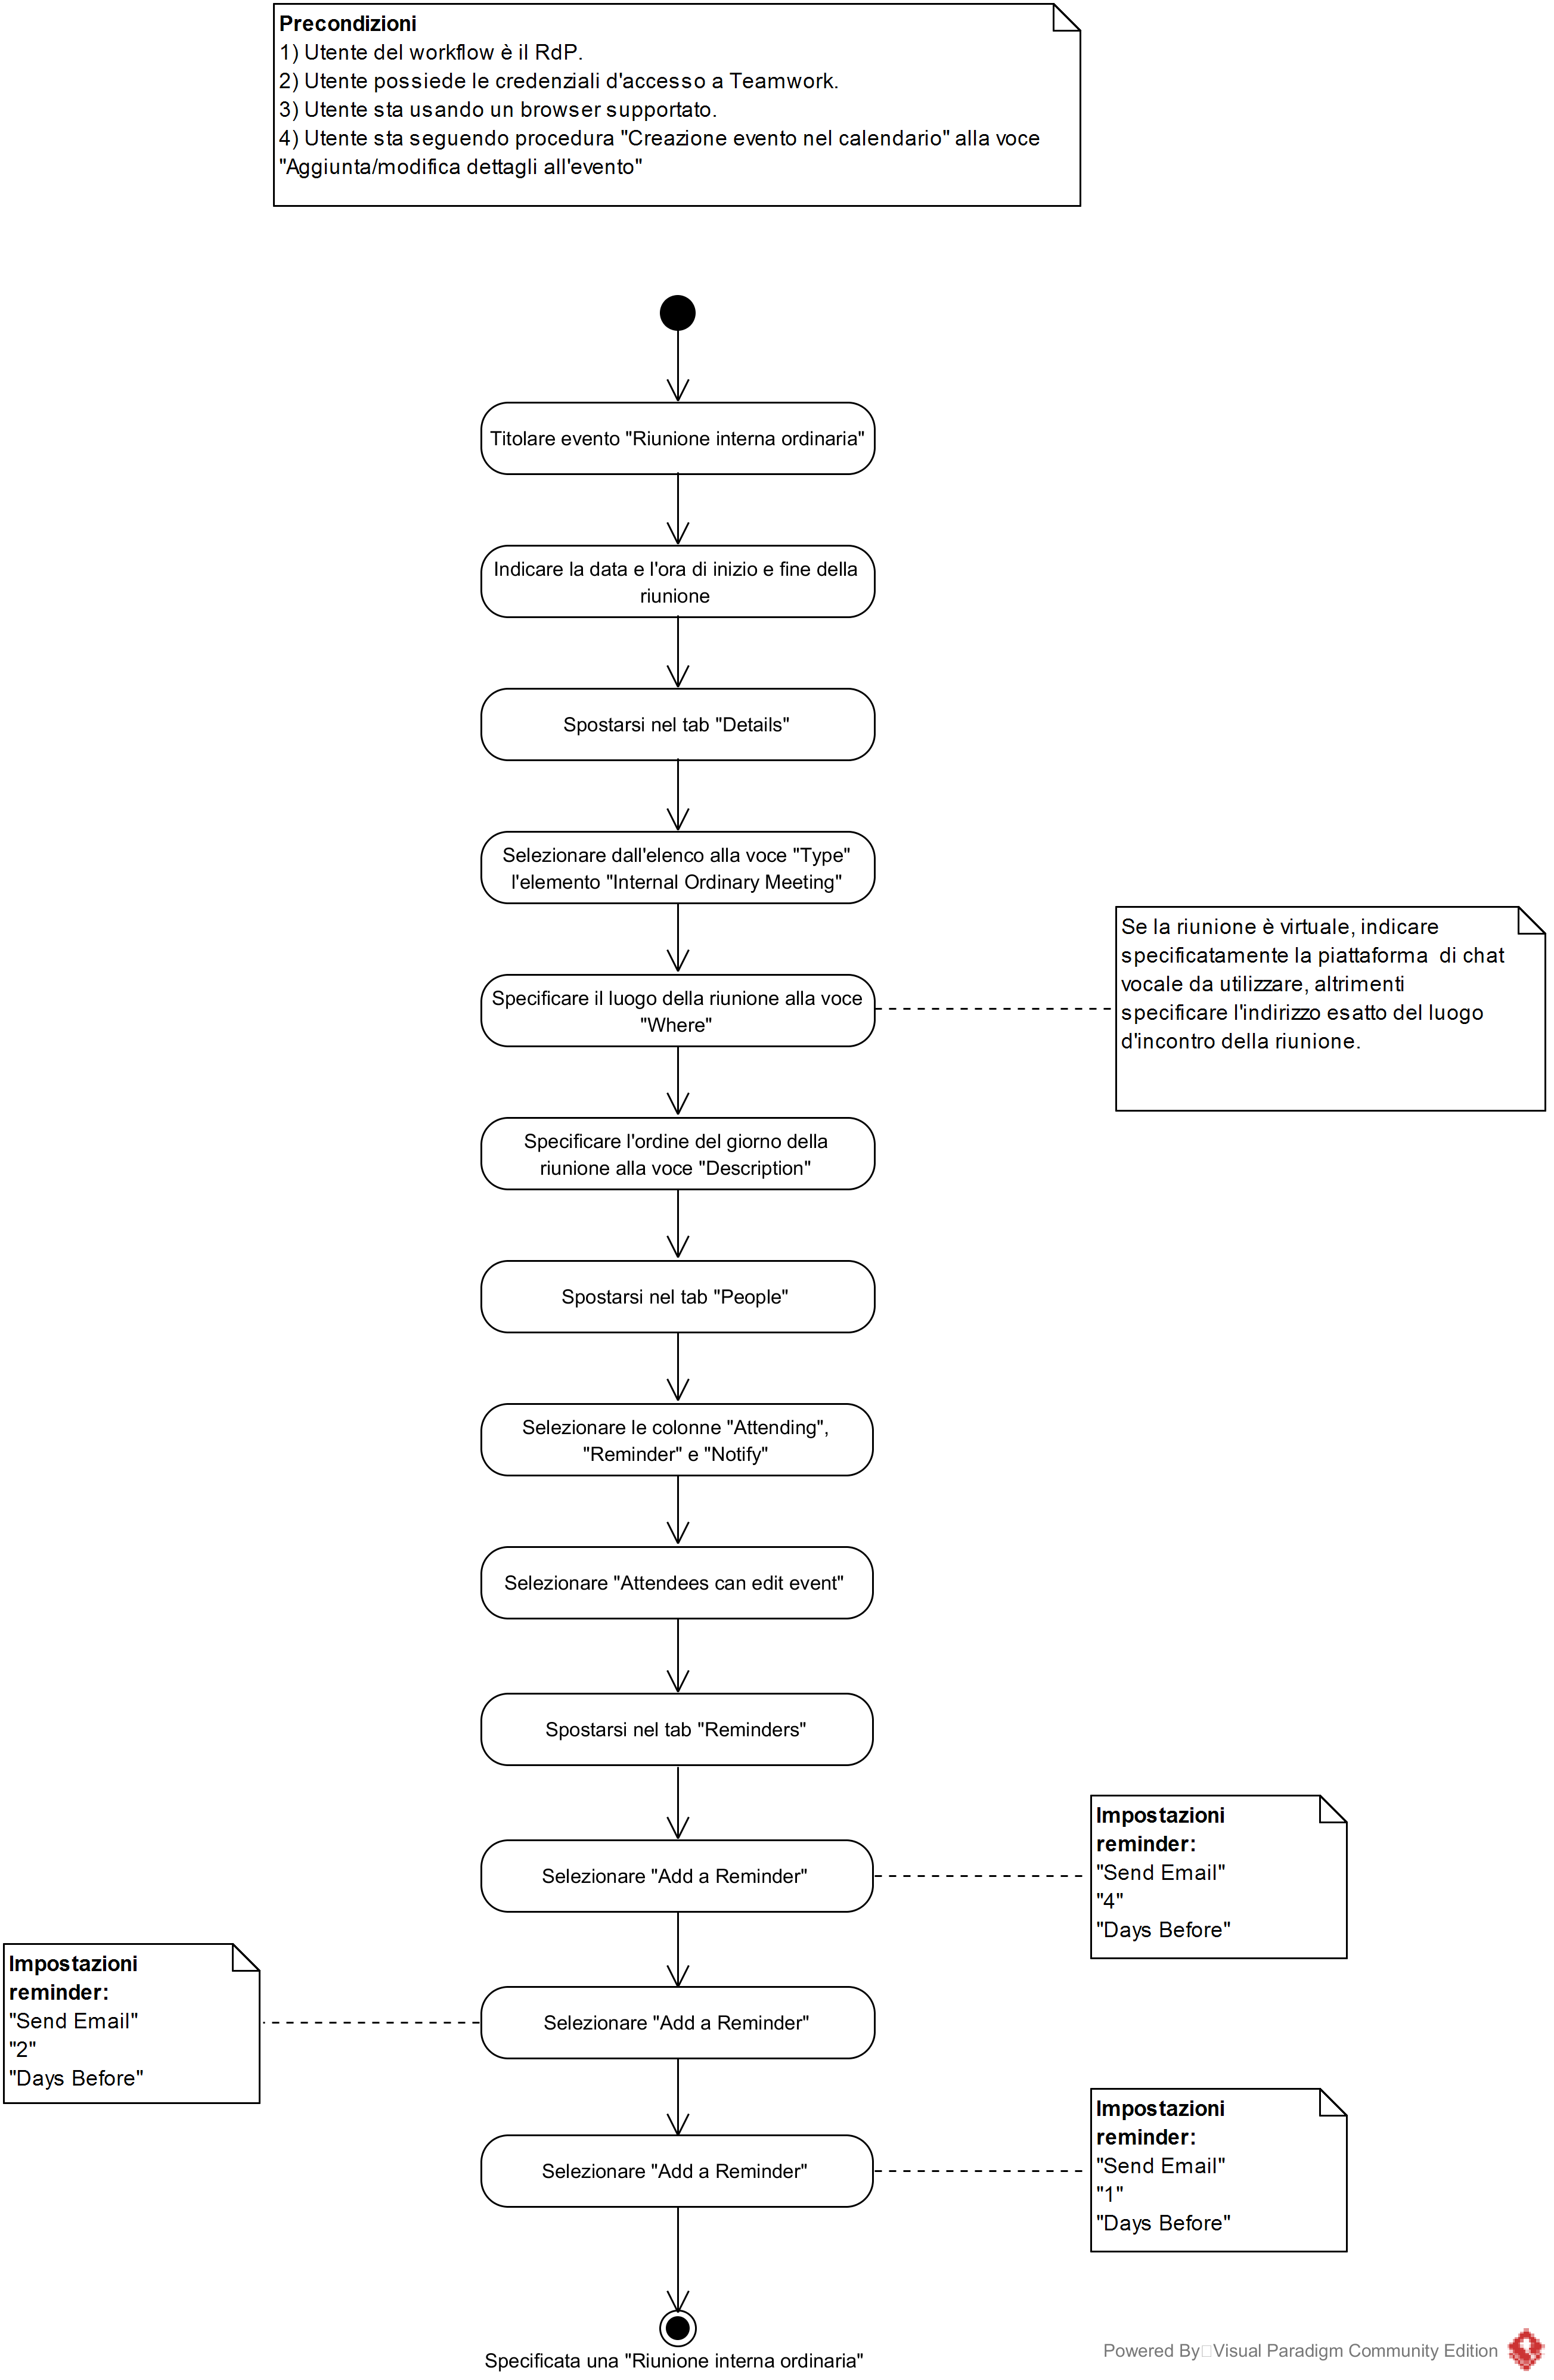 Precondizioni
1) Utente del workflow è il RdP.
2) Utente possiede le credenziali d'accesso a Teamwork.
3) Utente sta usando un browser supportato.
4) Utente sta seguendo procedura "Creazione evento nel calendario" alla voce
"Aggiunta/modifica dettagli all'evento"
Titolare evento "Riunione interna ordinaria"
Indicare la data e l'ora di inizio e fine della
riunione
Spostarsi nel tab "Details"
Selezionare dall'elenco alla voce "Type"
l'elemento "Internal Ordinary Meeting"
Specificare il luogo della riunione alla voce
"Where"
Se la riunione è virtuale, indicare
specificatamente la piattaforma  di chat
vocale da utilizzare, altrimenti
specificare l'indirizzo esatto del luogo
d'incontro della riunione.
Specificare l'ordine del giorno della
riunione alla voce "Description"
Spostarsi nel tab "People"
Selezionare le colonne "Attending",
"Reminder" e "Notify"
Selezionare "Attendees can edit event"
Spostarsi nel tab "Reminders"
Selezionare "Add a Reminder"
Impostazioni
reminder:
"Send Email"
"4"
"Days Before"
Selezionare "Add a Reminder"
Impostazioni
reminder:
"Send Email"
"2"
"Days Before"
Selezionare "Add a Reminder"
Impostazioni
reminder:
"Send Email"
"1"
"Days Before"
Specificata una "Riunione interna ordinaria"
Powered By Visual Paradigm Community Edition